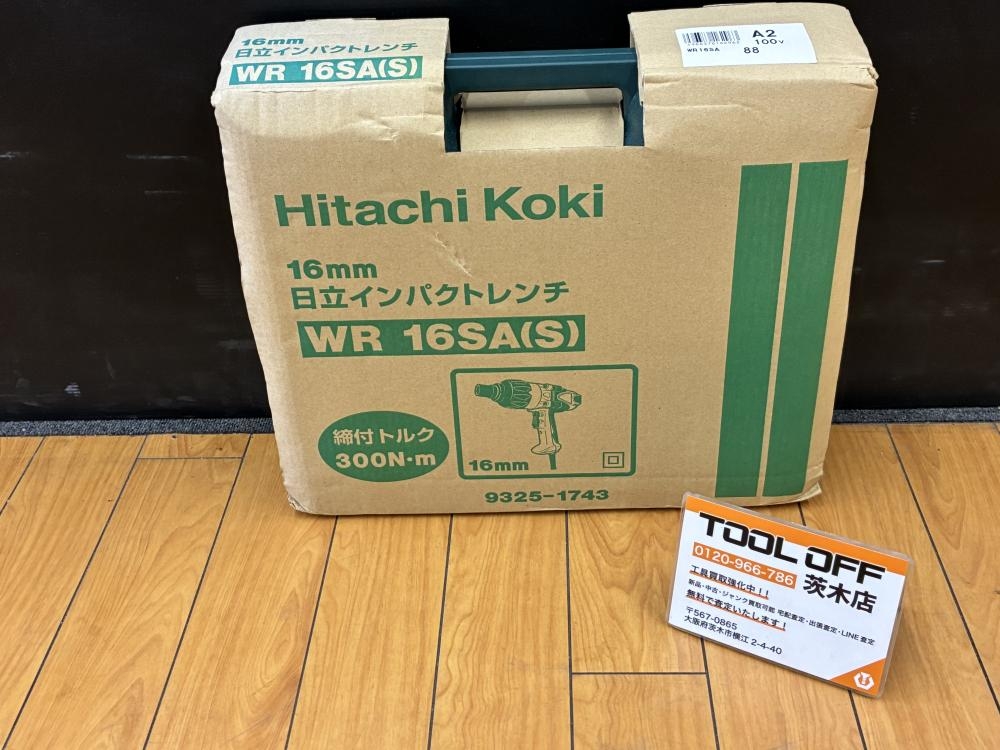 16mm
日立インパクトレンチ
WR 16SA(S)
A2
100V
WR16SA
88
Hitachi Koki
16mm
日立インパクトレンチ
WR 16SA(S)
締付トルク
300N·m
16mm
9325-1743
TOOL OFF
0120-966-786
茨木店
工具買取強化中!!
新品・中古・ジャンク買取可能 宅配査定・出張査定・LINE査定
無料で査定いたします!
〒567-0865
大阪府茨木市横江 2-4-40